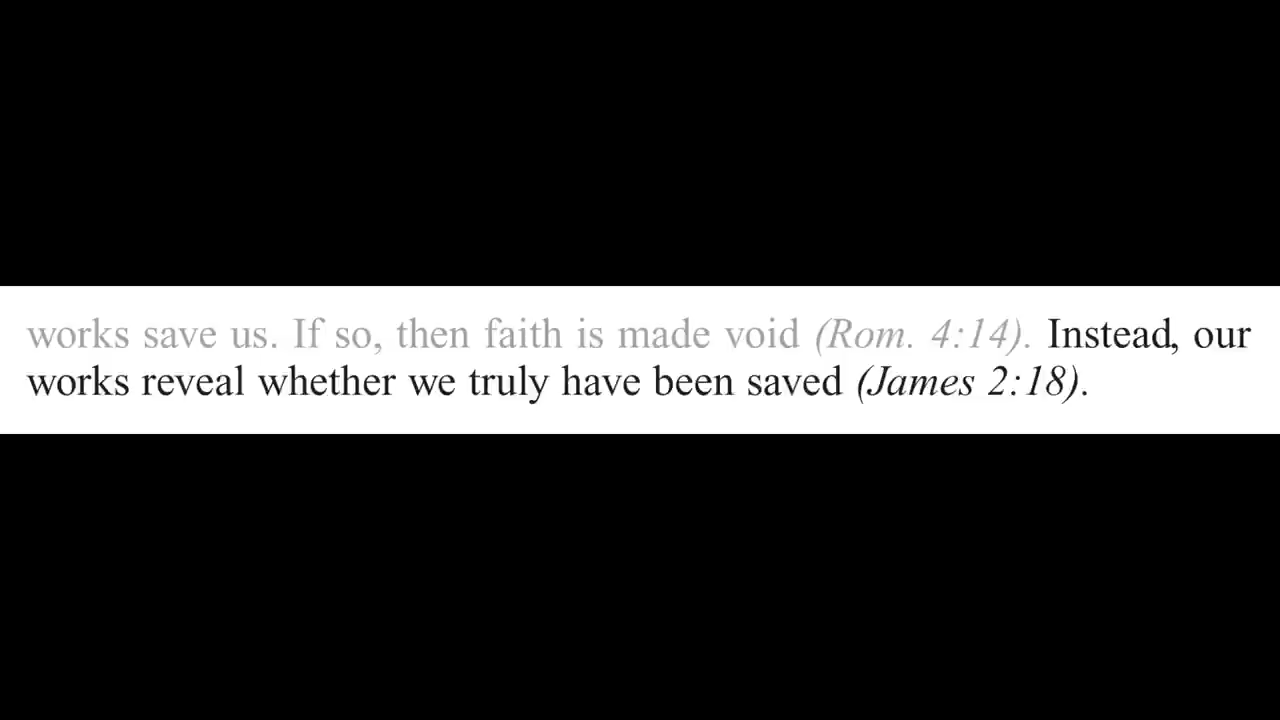 works save us. If so, then faith is made void (Rom. 4:14). Instead, our
works reveal whether we truly have been saved (James 2:18).